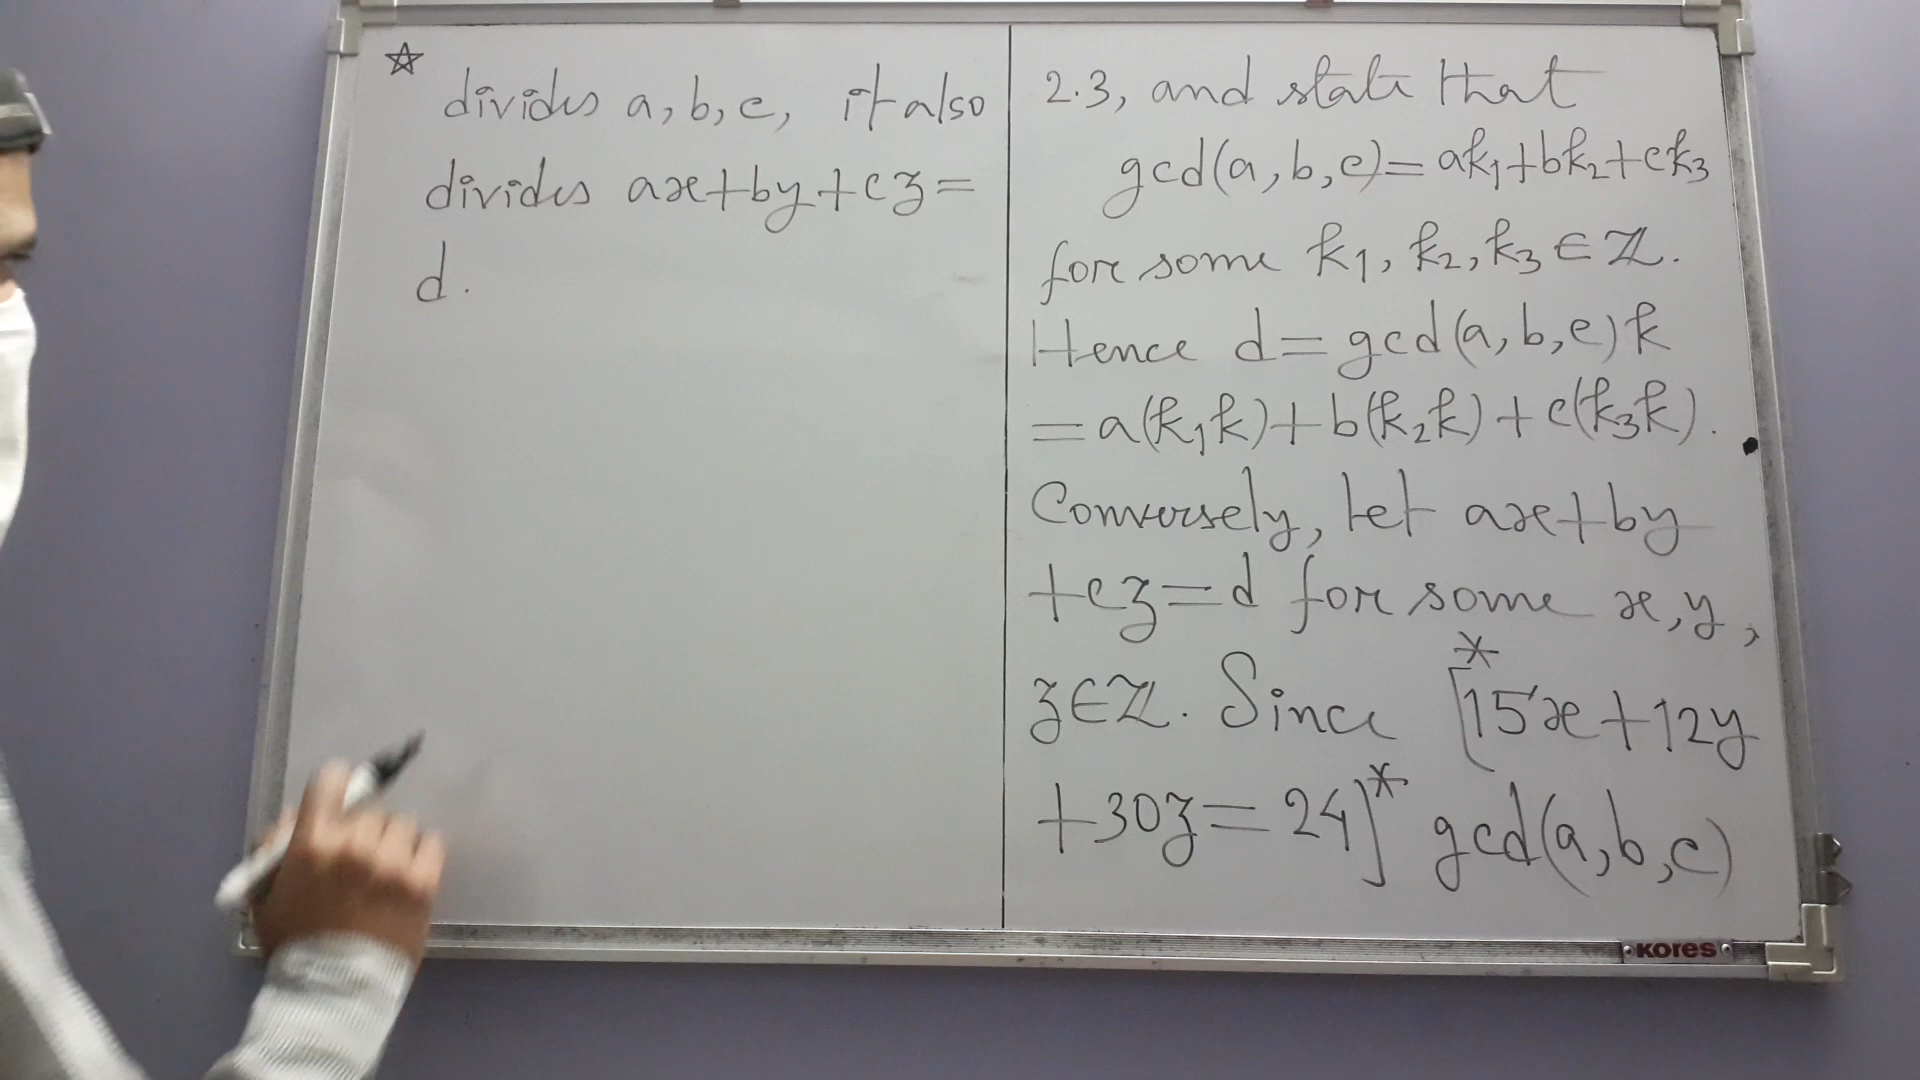 ☆
divides a, b, c, it also
divides ax+by+cz=
d.
2.3, and state that
gcd(a, b, c)=ak₁+bk₂+ck₃
for some k₁, k₂, k₃ ∈ ℤ.
Hence d=gcd(a, b, c)k
=a(k₁k)+b(k₂k)+c(k₃k).
Conversely, let ax+by
+cz=d for some x, y,
z∈ℤ. Since *[15x+12y
+30z=24]* gcd(a, b, c)
KORES